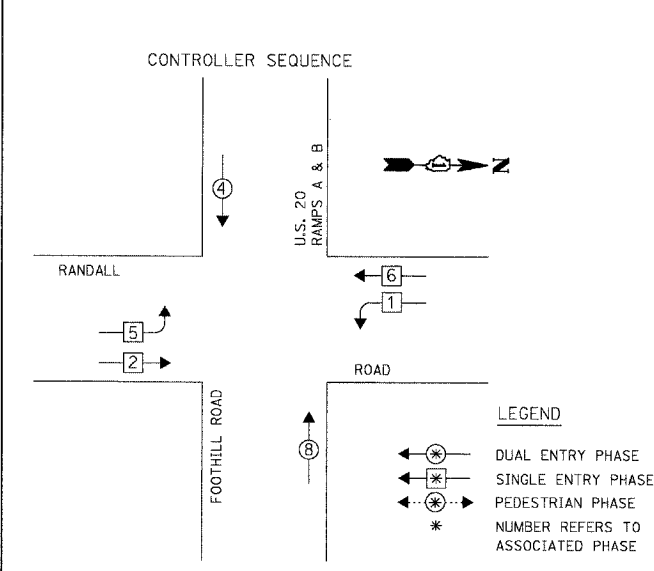 CONTROLLER SEQUENCE
4
U.S. 20
RAMPS A & B
N
RANDALL
6
1
5
2
ROAD
FOOTHILL ROAD
8
LEGEND
* DUAL ENTRY PHASE
* SINGLE ENTRY PHASE
* PEDESTRIAN PHASE
* NUMBER REFERS TO
ASSOCIATED PHASE